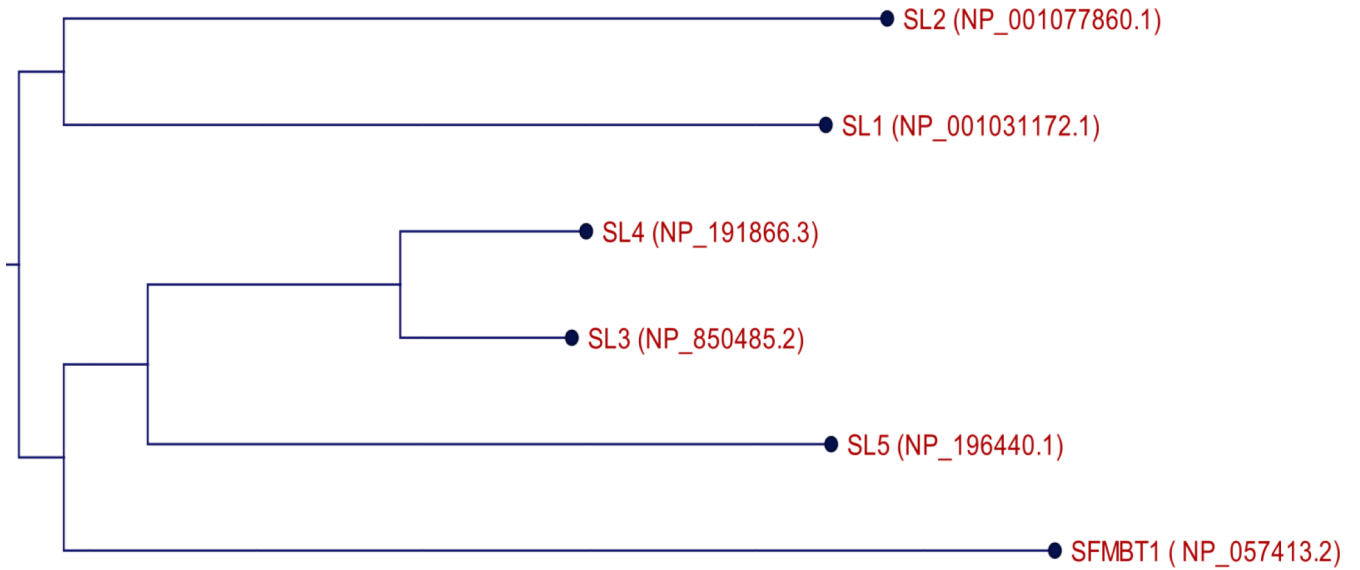 SL2 (NP_001077860.1)
SL1 (NP_001031172.1)
SL4 (NP_191866.3)
SL3 (NP_850485.2)
SL5 (NP_196440.1)
SFMBT1 ( NP_057413.2)